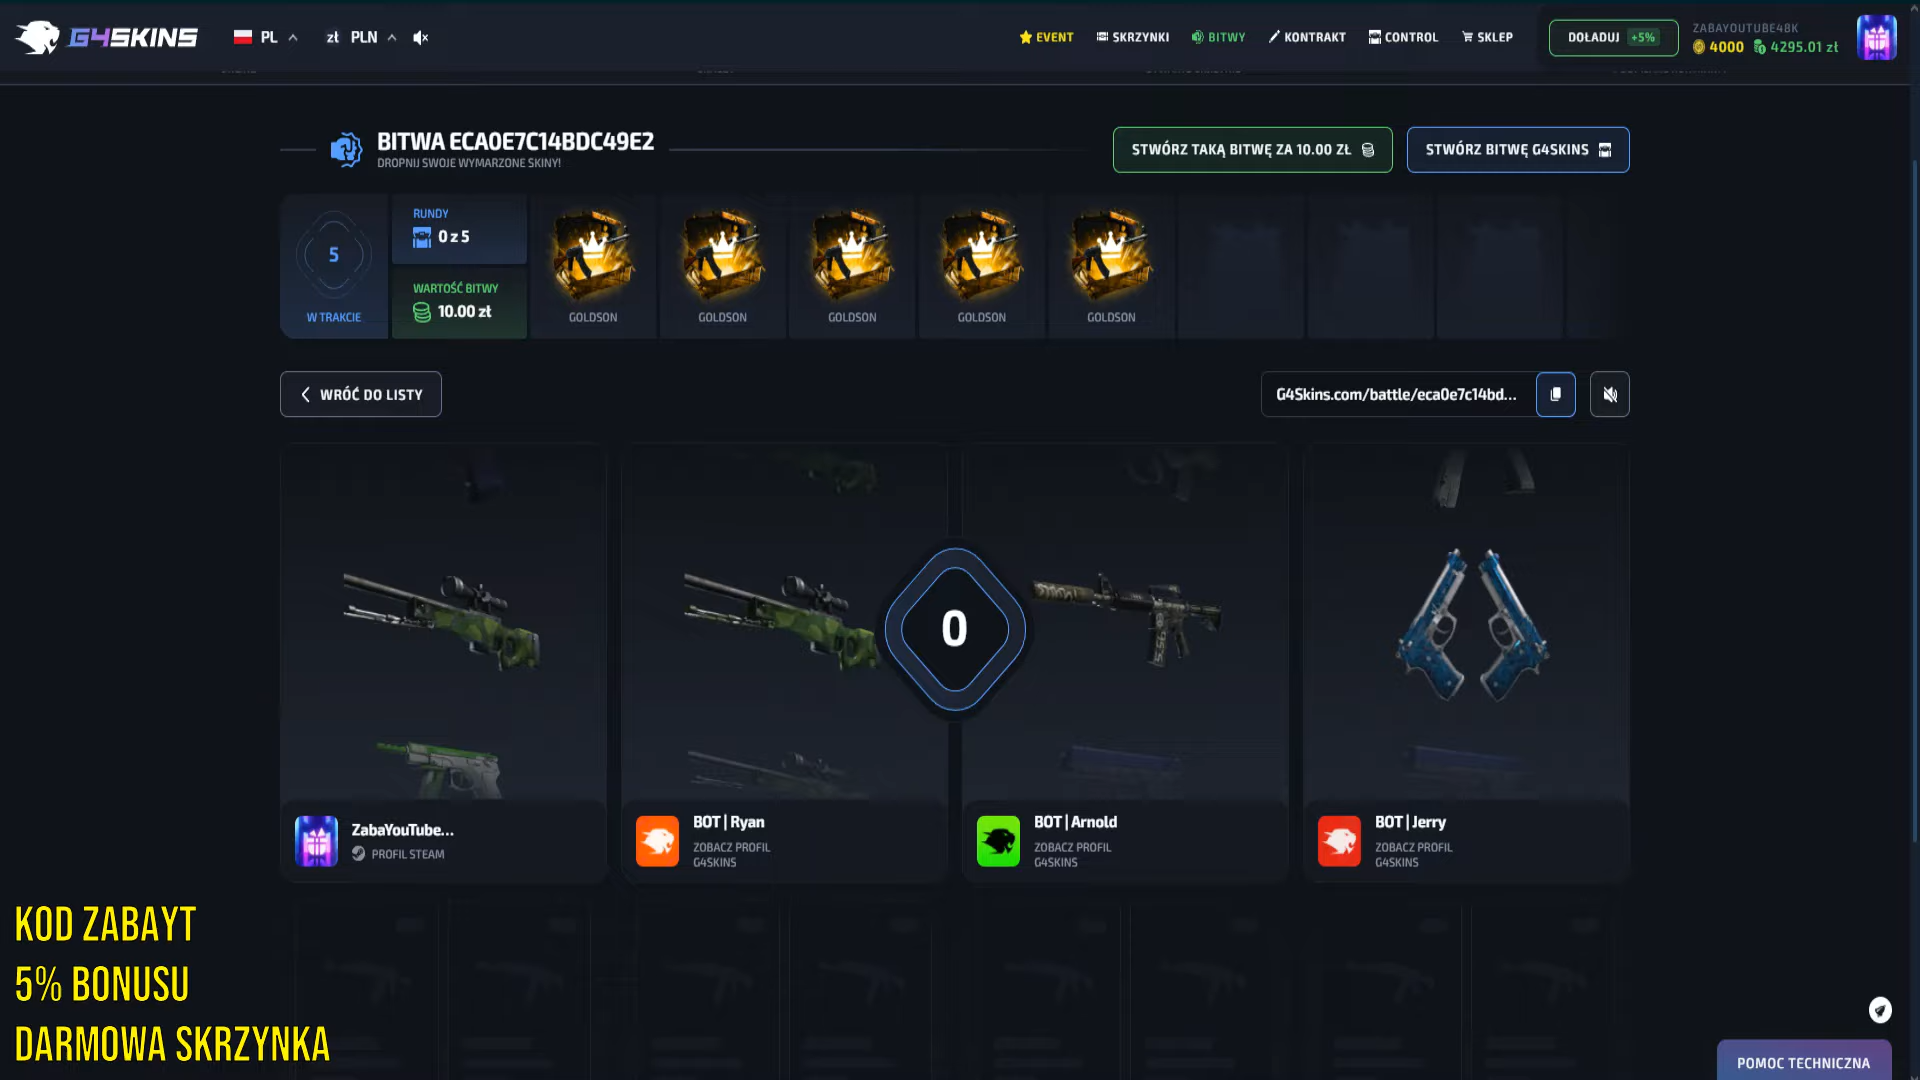 G4SKINS
PL
zł PLN
EVENT
SKRZYNKI
BITWY
KONTRAKT
CONTROL
SKLEP
DOŁADUJ +5%
ZABAYOUTUBE48K
4000 4295.01 zł
BITWA ECA0E7C14BDC49E2
DROPNIJ SWOJE WYMARZONE SKINY!
STWÓRZ TAKĄ BITWĘ ZA 10.00 ZŁ
STWÓRZ BITWĘ G4SKINS
5
W TRAKCIE
RUNDY
0 z 5
WARTOŚĆ BITWY
10.00 zł
GOLDSON
GOLDSON
GOLDSON
GOLDSON
GOLDSON
WRÓĆ DO LISTY
G4Skins.com/battle/eca0e7c14bd...
0
ZabaYouTube...
PROFIL STEAM
BOT | Ryan
ZOBACZ PROFIL
G4SKINS
BOT | Arnold
ZOBACZ PROFIL
G4SKINS
BOT | Jerry
ZOBACZ PROFIL
G4SKINS
KOD ZABAYT
5% BONUSU
DARMOWA SKRZYNKA
POMOC TECHNICZNA